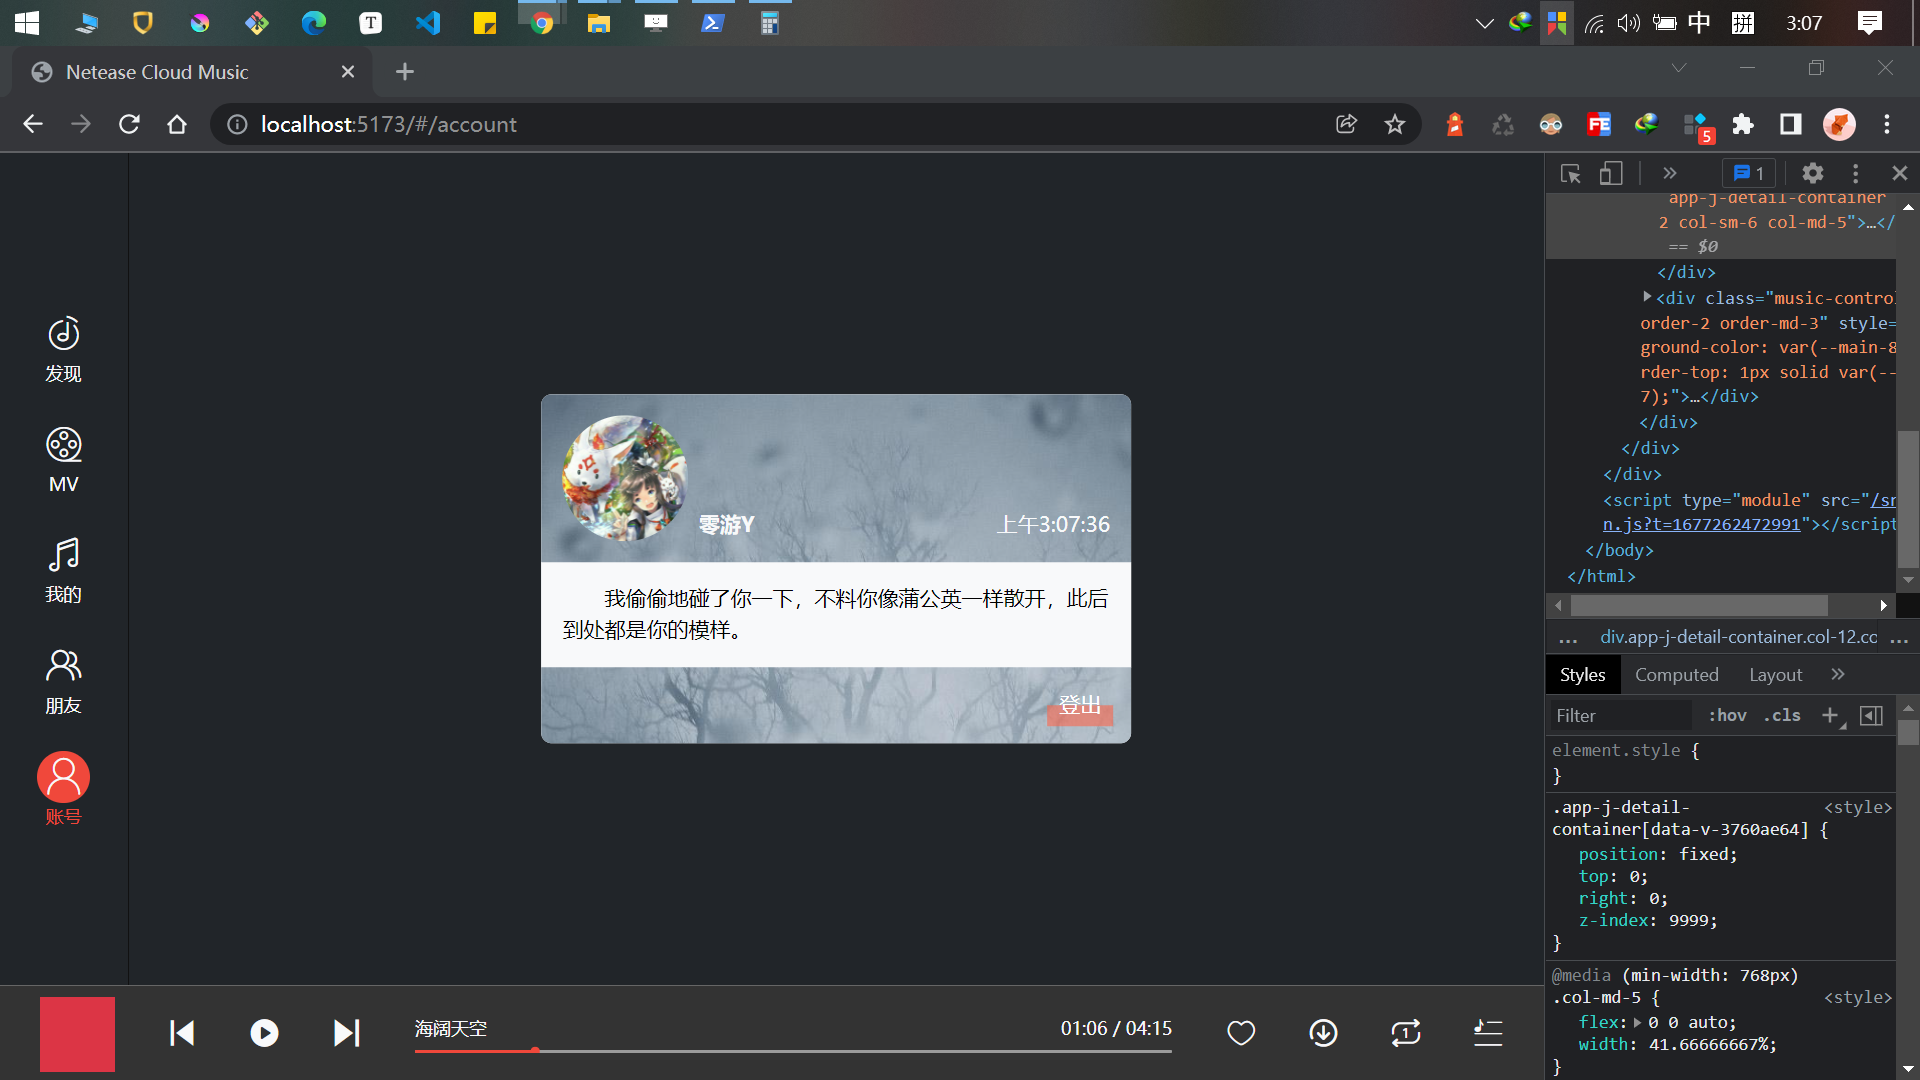 中
拼
3:07
Netease Cloud Music
localhost:5173/#/account
FE
5
发现
MV
我的
朋友
账号
零游Y
上午3:07:36
我偷偷地碰了你一下，不料你像蒲公英一样散开，此后
到处都是你的模样。
登出
海阔天空
01:06 / 04:15
1
1
app-j-detail-container
2 col-sm-6 col-md-5">…</
== $0
</div>
<div class="music-contro
order-2 order-md-3" style=
ground-color: var(--main-8
rder-top: 1px solid var(--
7);">…</div>
</div>
</div>
</div>
<script type="module" src="/sr
n.js?t=1677262472991"></script
</body>
</html>
... div.app-j-detail-container.col-12.co ...
Styles Computed Layout
Filter :hov .cls
element.style {
}
.app-j-detail- <style>
container[data-v-3760ae64] {
position: fixed;
top: 0;
right: 0;
z-index: 9999;
}
@media (min-width: 768px)
.col-md-5 { <style>
flex: 0 0 auto;
width: 41.66666667%;
}